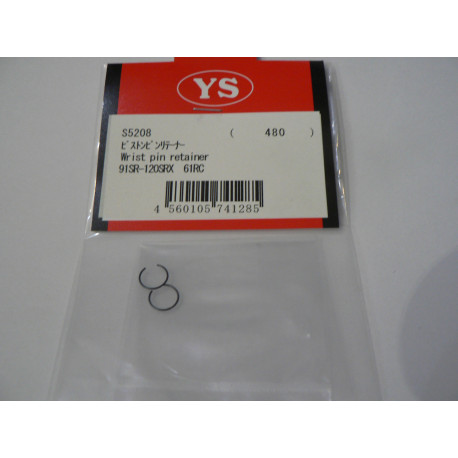 YS
S5208 ( 480 )
ピストンピンリテーナー
Wrist pin retainer
91SR-120SRX 61RC
4 560105 741285